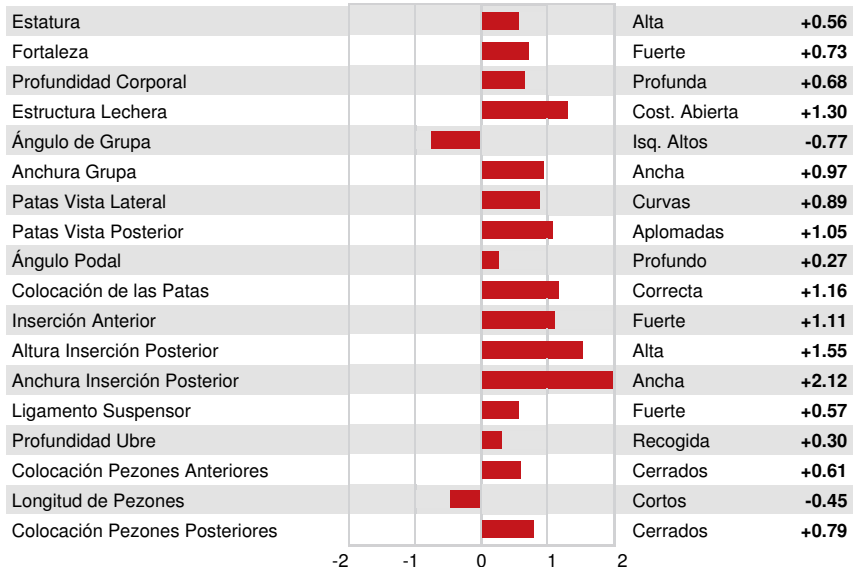 Estatura Alta +0.56
Fortaleza Fuerte +0.73
Profundidad Corporal Profunda +0.68
Estructura Lechera Cost. Abierta +1.30
Ángulo de Grupa Isq. Altos -0.77
Anchura Grupa Ancha +0.97
Patas Vista Lateral Curvas +0.89
Patas Vista Posterior Aplomadas +1.05
Ángulo Podal Profundo +0.27
Colocación de las Patas Correcta +1.16
Inserción Anterior Fuerte +1.11
Altura Inserción Posterior Alta +1.55
Anchura Inserción Posterior Ancha +2.12
Ligamento Suspensor Fuerte +0.57
Profundidad Ubre Recogida +0.30
Colocación Pezones Anteriores Cerrados +0.61
Longitud de Pezones Cortos -0.45
Colocación Pezones Posteriores Cerrados +0.79
-2 -1 0 1 2